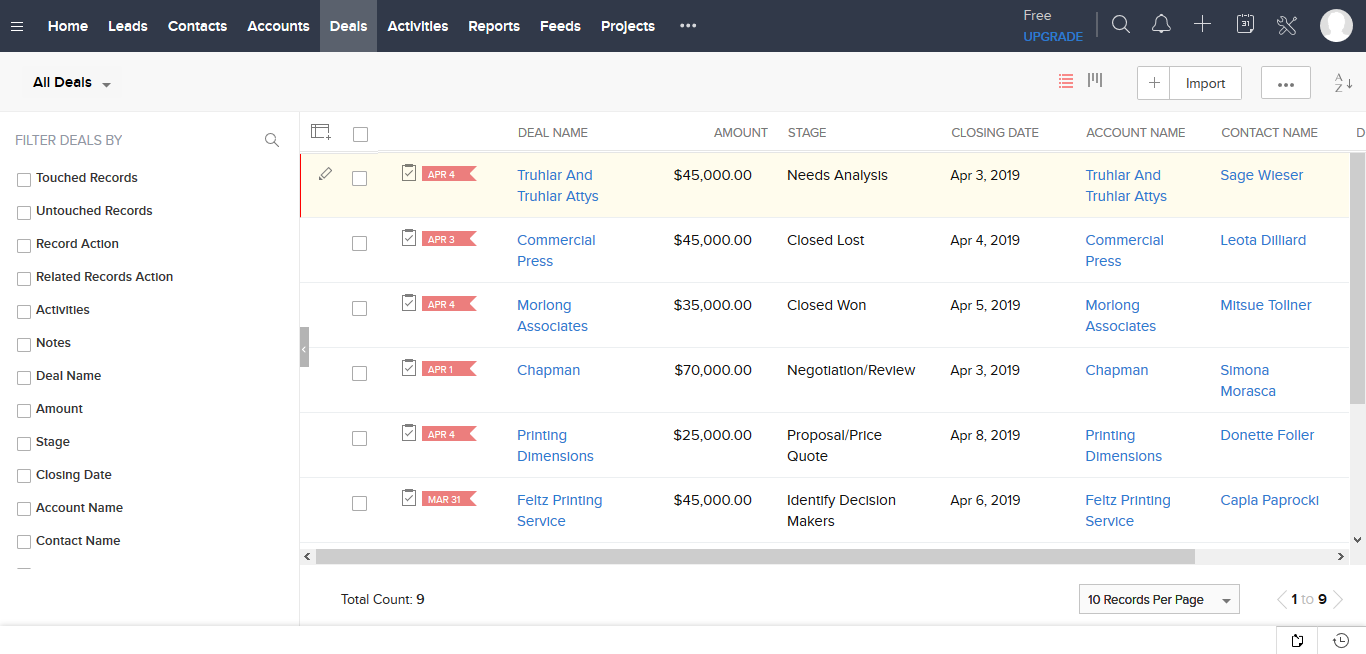 Home Leads Contacts Accounts Deals Activities Reports Feeds Projects ••• Free
UPGRADE 31
All Deals + Import •••
A
Z
FILTER DEALS BY
Touched Records
Untouched Records
Record Action
Related Records Action
Activities
Notes
Deal Name
Amount
Stage
Closing Date
Account Name
Contact Name
DEAL NAME AMOUNT STAGE CLOSING DATE ACCOUNT NAME CONTACT NAME D
APR 4 Truhlar And $45,000.00 Needs Analysis Apr 3, 2019 Truhlar And Sage Wieser
Truhlar Attys Truhlar Attys
APR 3 Commercial $45,000.00 Closed Lost Apr 4, 2019 Commercial Leota Dilliard
Press Press
APR 4 Morlong $35,000.00 Closed Won Apr 5, 2019 Morlong Mitsue Tollner
Associates Associates
APR 1 Chapman $70,000.00 Negotiation/Review Apr 3, 2019 Chapman Simona
Morasca
APR 4 Printing $25,000.00 Proposal/Price Apr 8, 2019 Printing Donette Foller
Dimensions Quote Dimensions
MAR 31 Feltz Printing $45,000.00 Identify Decision Apr 6, 2019 Feltz Printing Capla Paprocki
Service Makers Service
Total Count: 9 10 Records Per Page 1 to 9